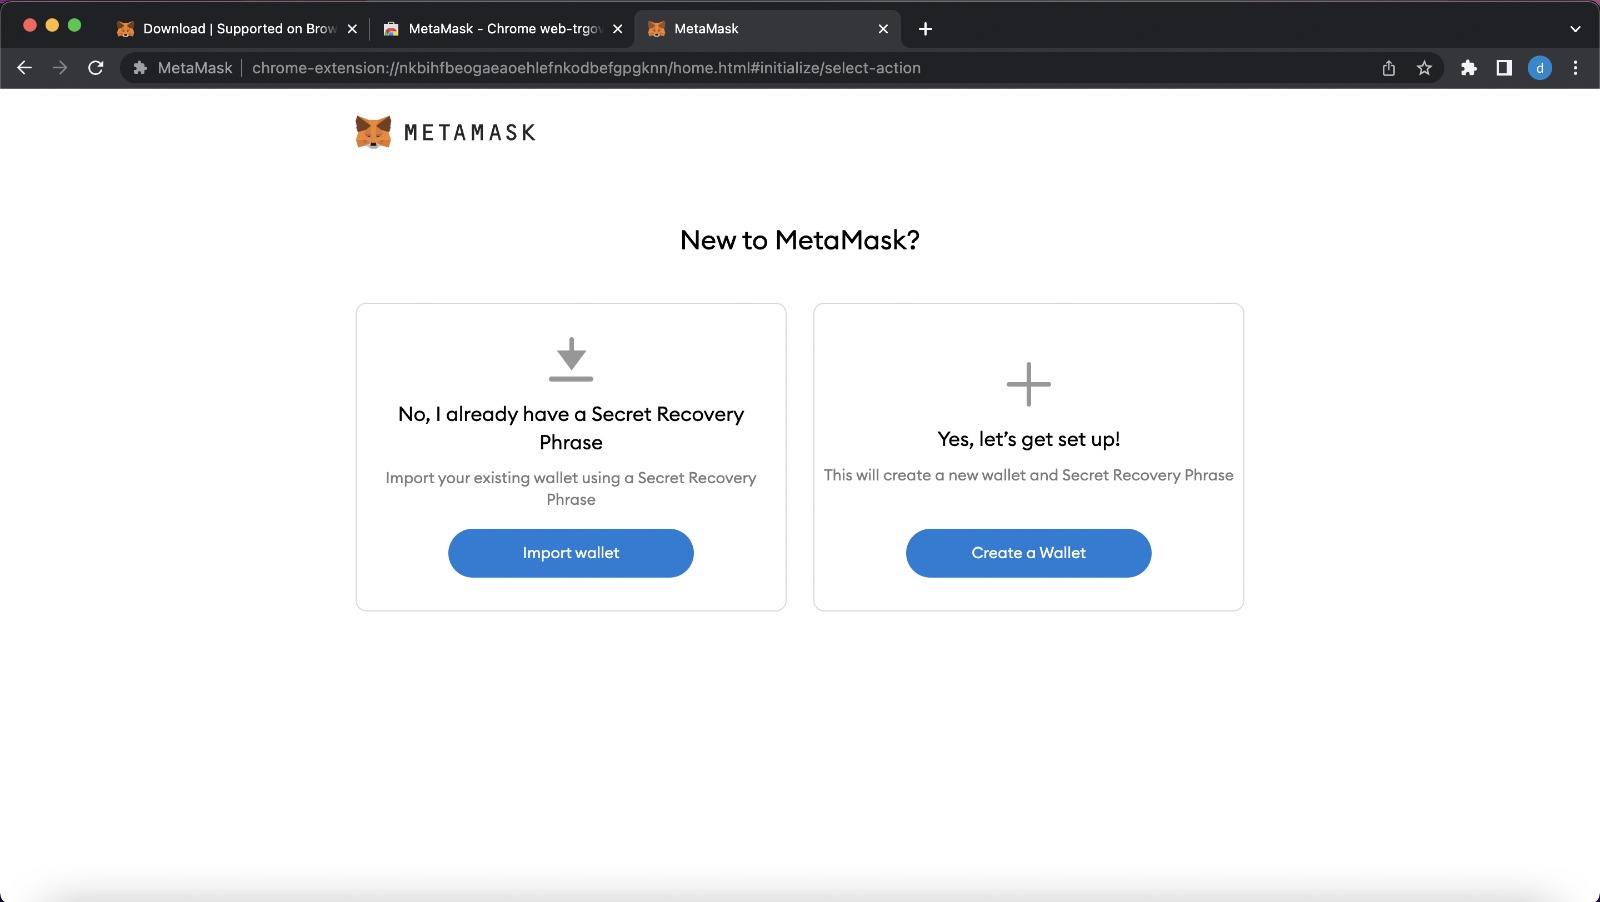 Download | Supported on Brow
MetaMask - Chrome web-trgov
MetaMask
MetaMask
chrome-extension://nkbihfbeogaeaoehlefnkodbefgpgknn/home.html#initialize/select-action
d
METAMASK
New to MetaMask?
No, I already have a Secret Recovery
Phrase
Import your existing wallet using a Secret Recovery
Phrase
Import wallet
Yes, let’s get set up!
This will create a new wallet and Secret Recovery Phrase
Create a Wallet